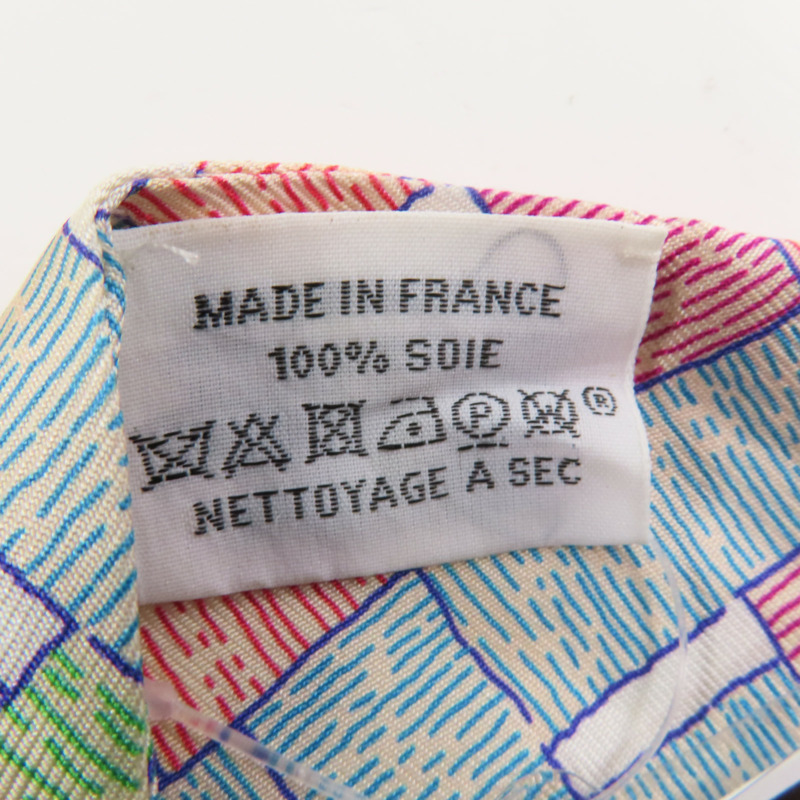 MADE IN FRANCE
100% SOIE
P W ®
NETTOYAGE A SEC